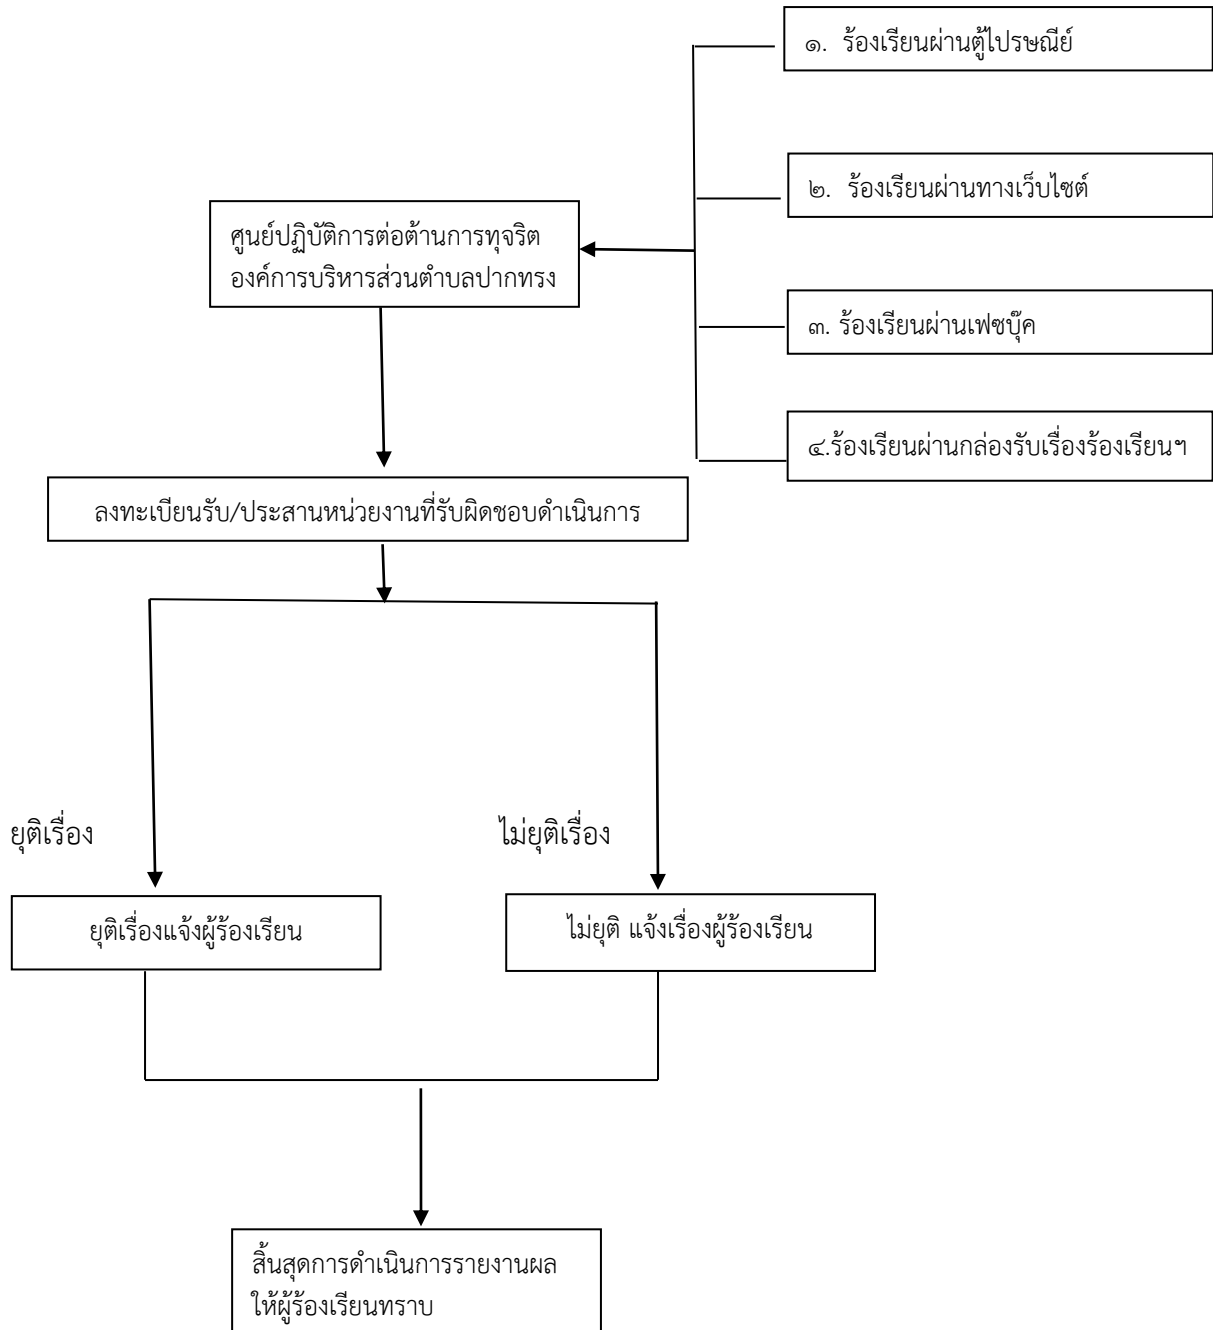 ๑. ร้องเรียนผ่านตู้ไปรษณีย์
๒. ร้องเรียนผ่านทางเว็บไซต์
ศูนย์ปฏิบัติการต่อต้านการทุจริต
องค์การบริหารส่วนตำบลปากทรง
๓. ร้องเรียนผ่านเฟซบุ๊ค
๔.ร้องเรียนผ่านกล่องรับเรื่องร้องเรียนฯ
ลงทะเบียนรับ/ประสานหน่วยงานที่รับผิดชอบดำเนินการ
ยุติเรื่อง
ไม่ยุติเรื่อง
ยุติเรื่องแจ้งผู้ร้องเรียน
ไม่ยุติ แจ้งเรื่องผู้ร้องเรียน
สิ้นสุดการดำเนินการรายงานผล
ให้ผู้ร้องเรียนทราบ